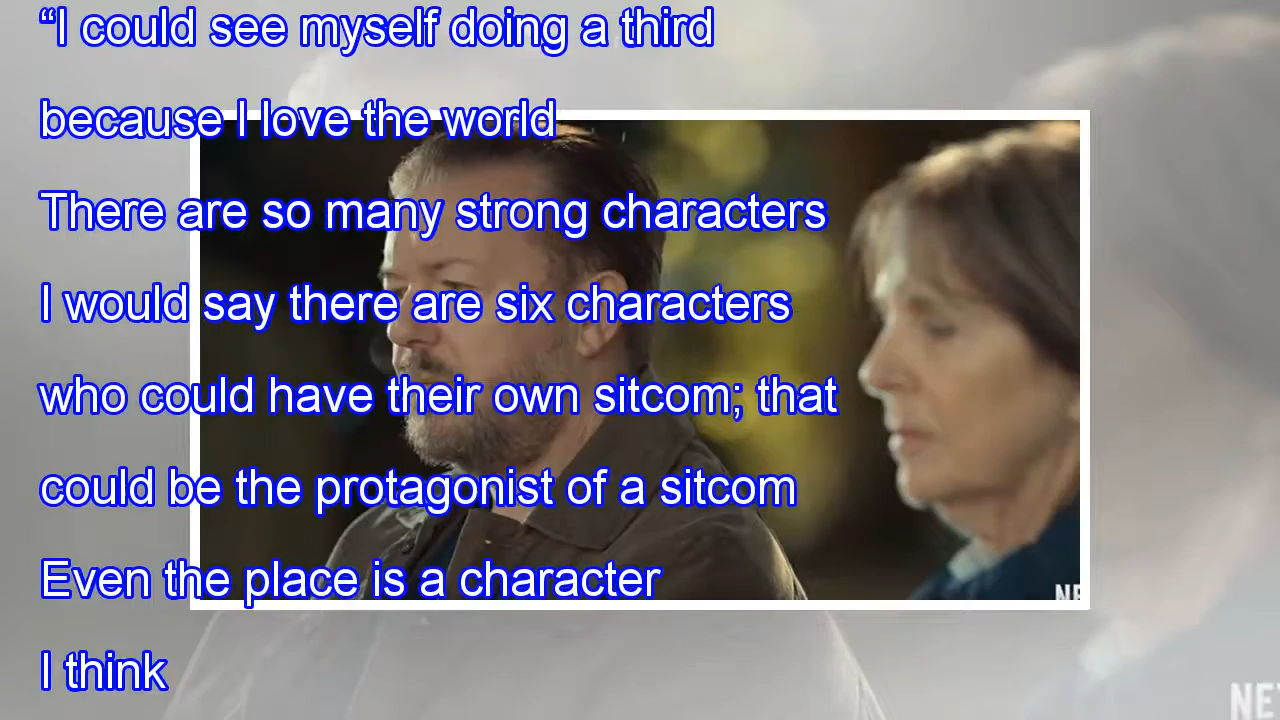 “I could see myself doing a third
because I love the world
There are so many strong characters
I would say there are six characters
who could have their own sitcom; that
could be the protagonist of a sitcom
Even the place is a character
I think